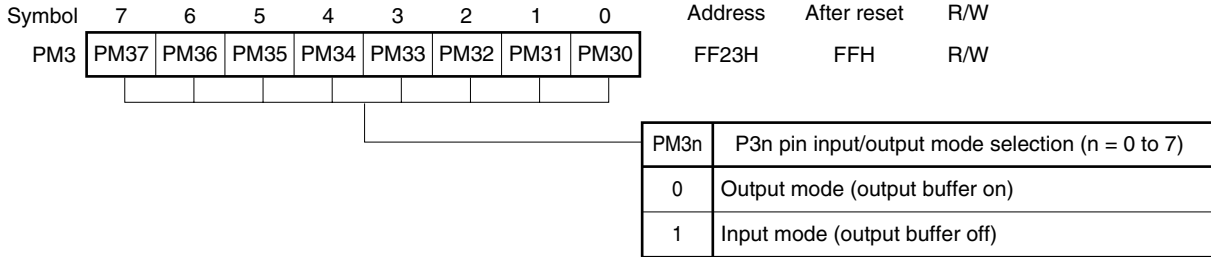 Symbol 7 6 5 4 3 2 1 0 Address After reset R/W
PM3 PM37 PM36 PM35 PM34 PM33 PM32 PM31 PM30 FF23H FFH R/W
PM3n P3n pin input/output mode selection (n = 0 to 7)
0 Output mode (output buffer on)
1 Input mode (output buffer off)